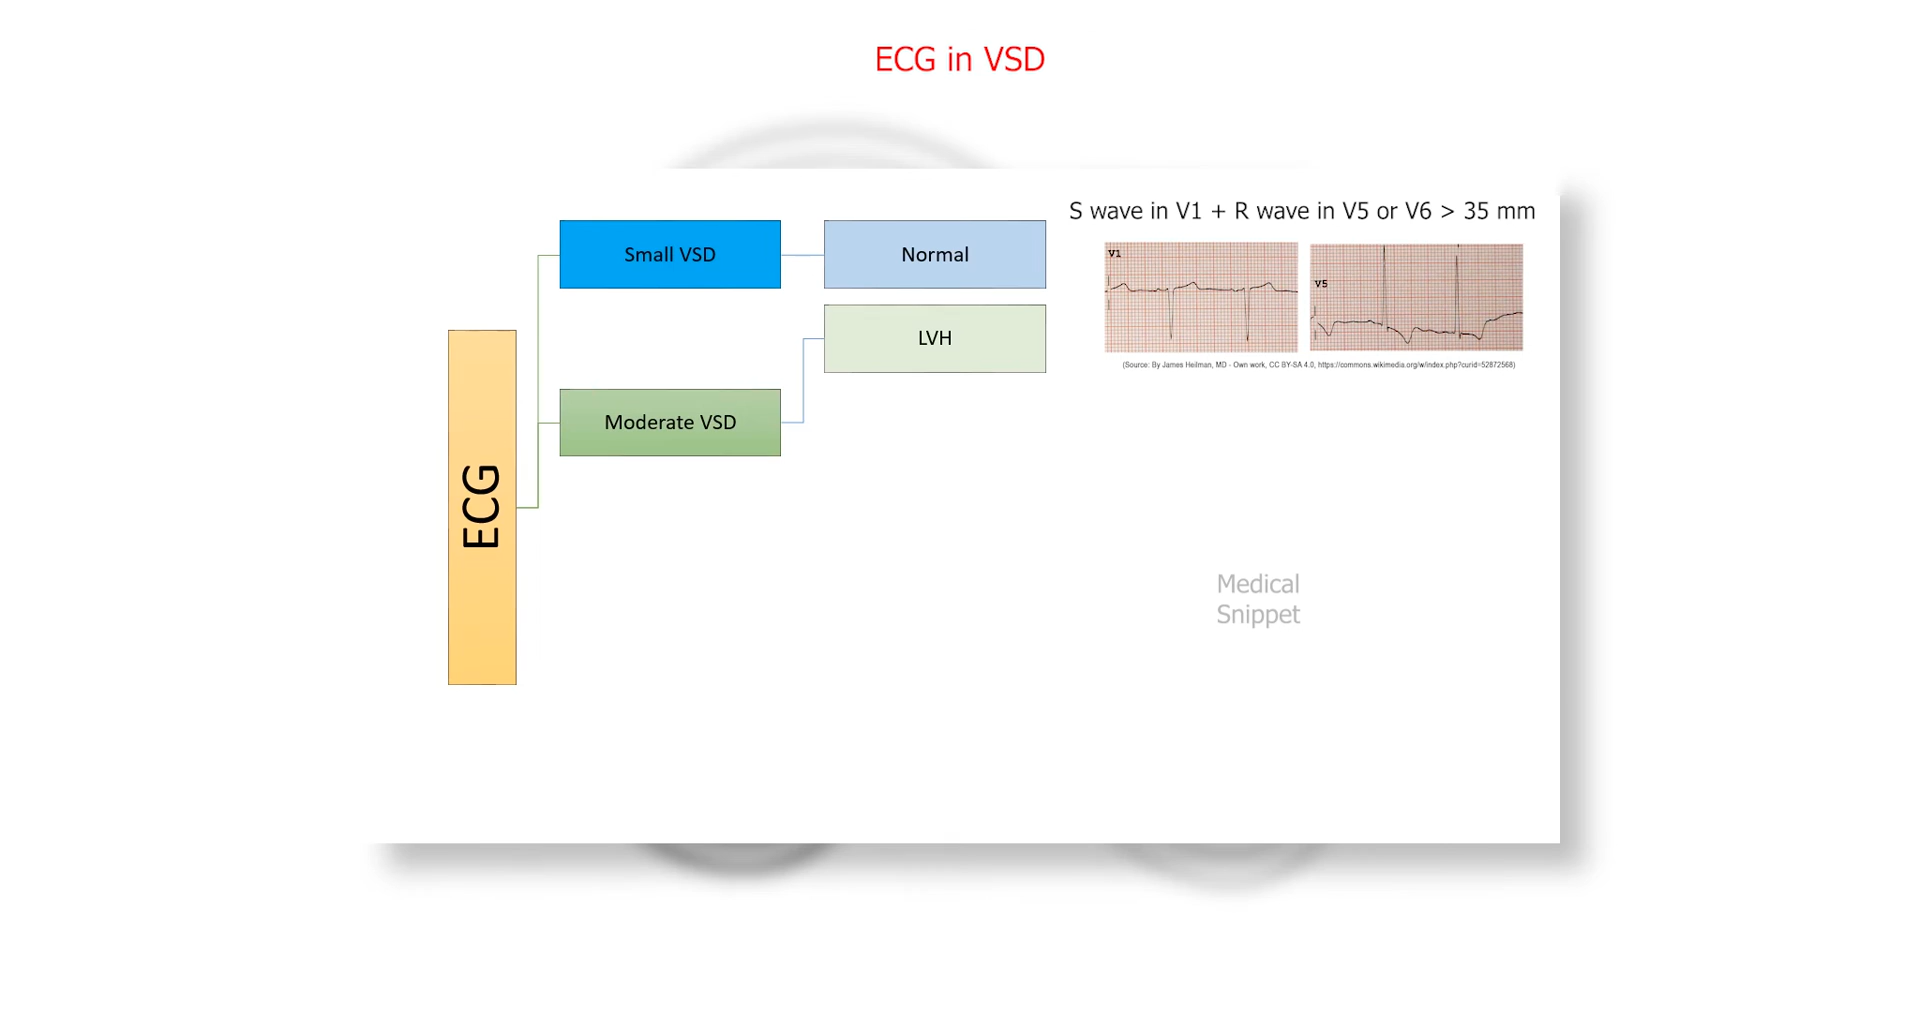 ECG in VSD
S wave in V1 + R wave in V5 or V6 > 35 mm
Small VSD
Normal
V1
V5
LVH
(Source: By James Heilman, MD - Own work, CC BY-SA 4.0, https://commons.wikimedia.org/w/index.php?curid=52872568)
Moderate VSD
ECG
Medical
Snippet